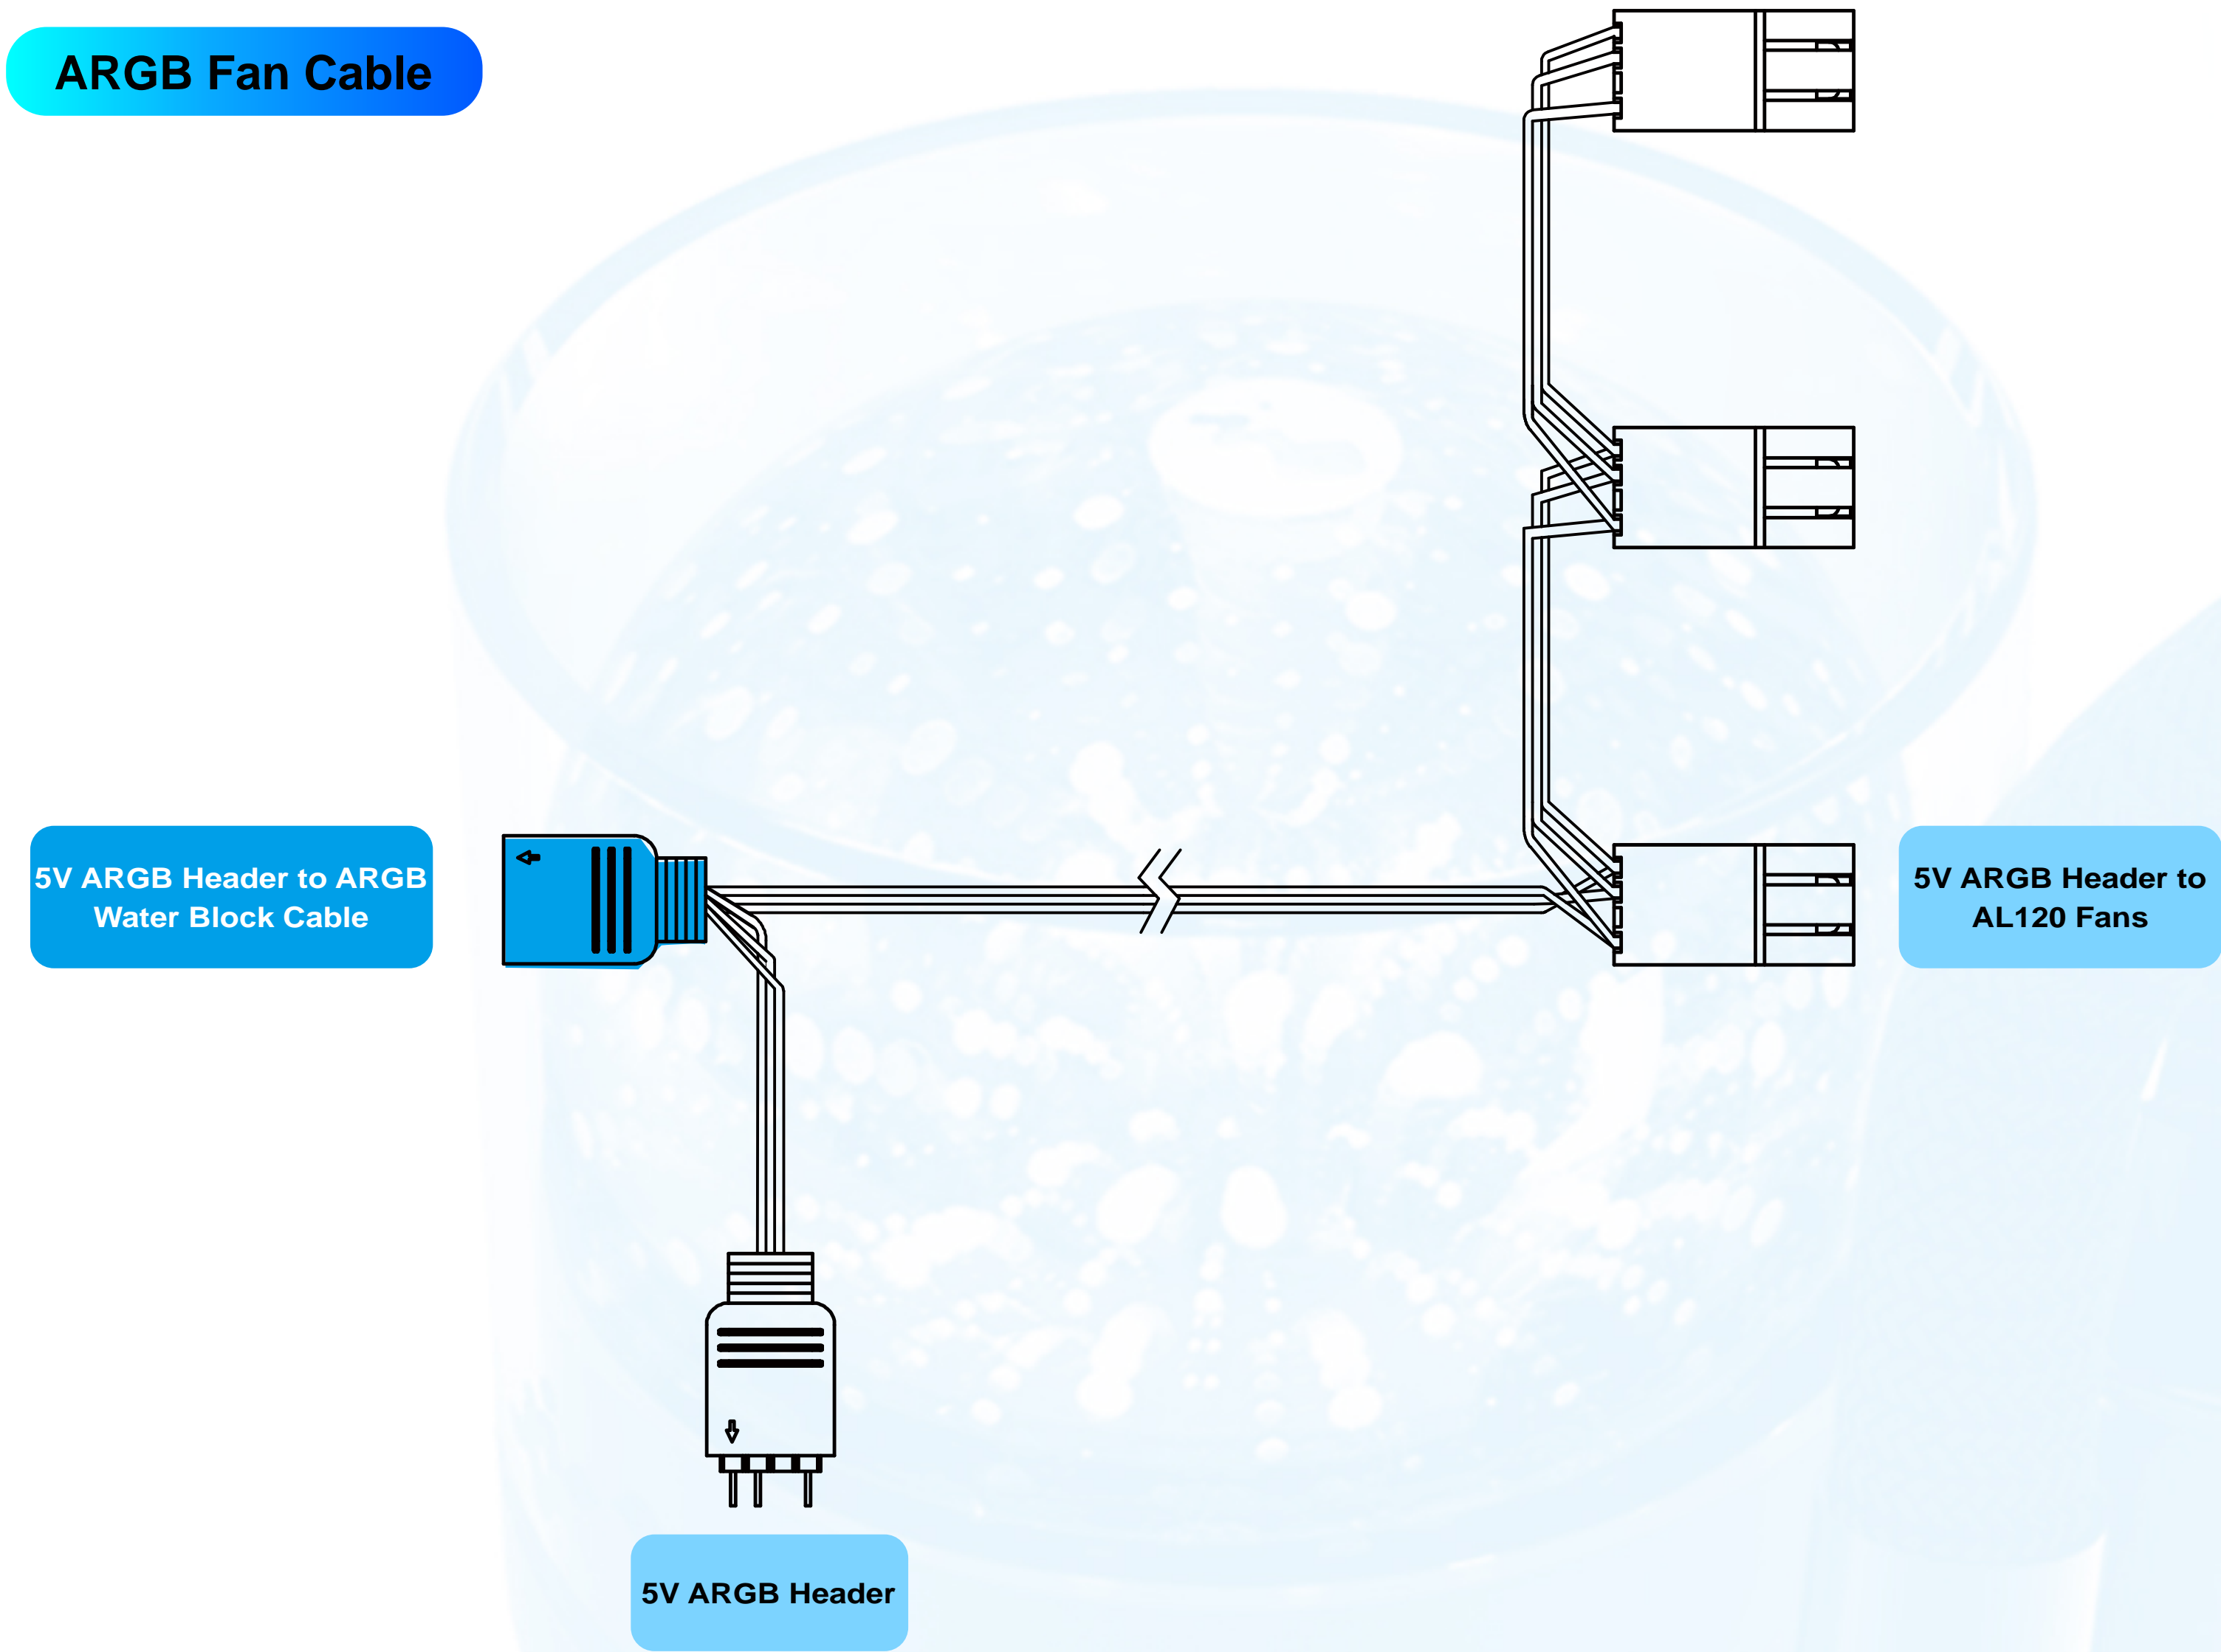 ARGB Fan Cable
5V ARGB Header to ARGB
Water Block Cable
5V ARGB Header to
AL120 Fans
5V ARGB Header